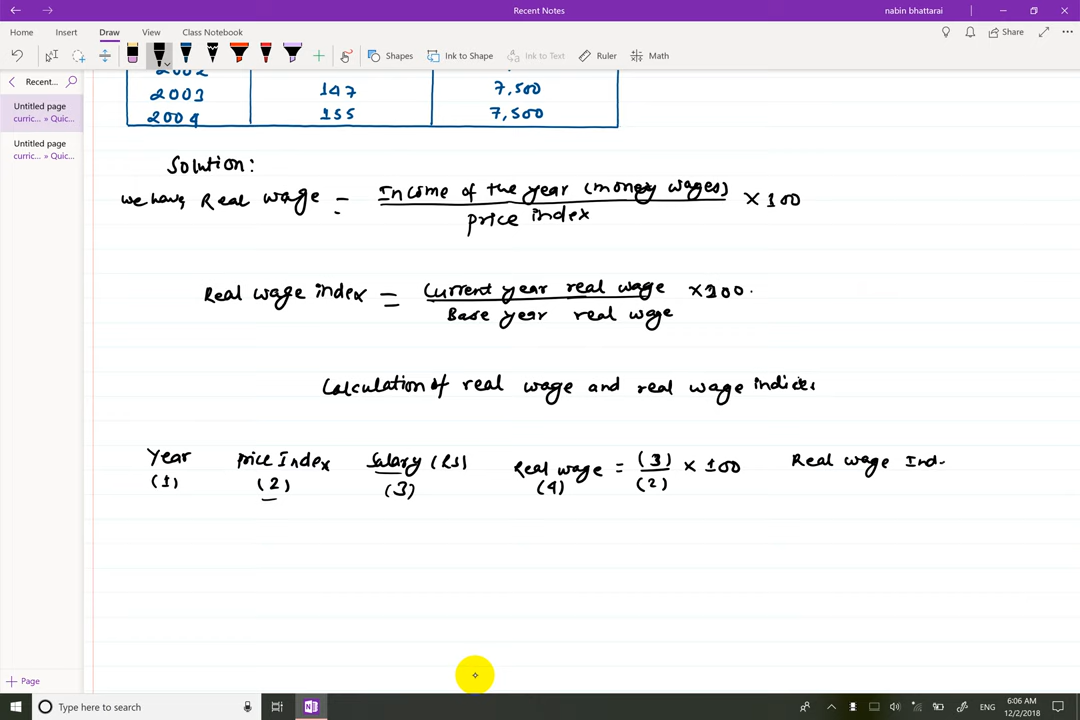 Recent Notes
nabin bhattarai
Home Insert Draw View Class Notebook
Share
Shapes Ink to Shape Ink to Text Ruler Math
Recent...
Untitled page
curric... » Quic...
Untitled page
curric... » Quic...
2002
2003 147 7,500
2004 155 7,500
Solution:
We have, Real wage = Income of the year (money wages) / price index × 100
Real wage index = Current year real wage / Base year real wage × 100.
Calculation of real wage and real wage indices
Year price Index Salary (Rs) Real wage = (3)/(2) × 100 Real wage Ind
(1) (2) (3) (4)
+ Page
Type here to search
ENG
6:06 AM
12/2/2018